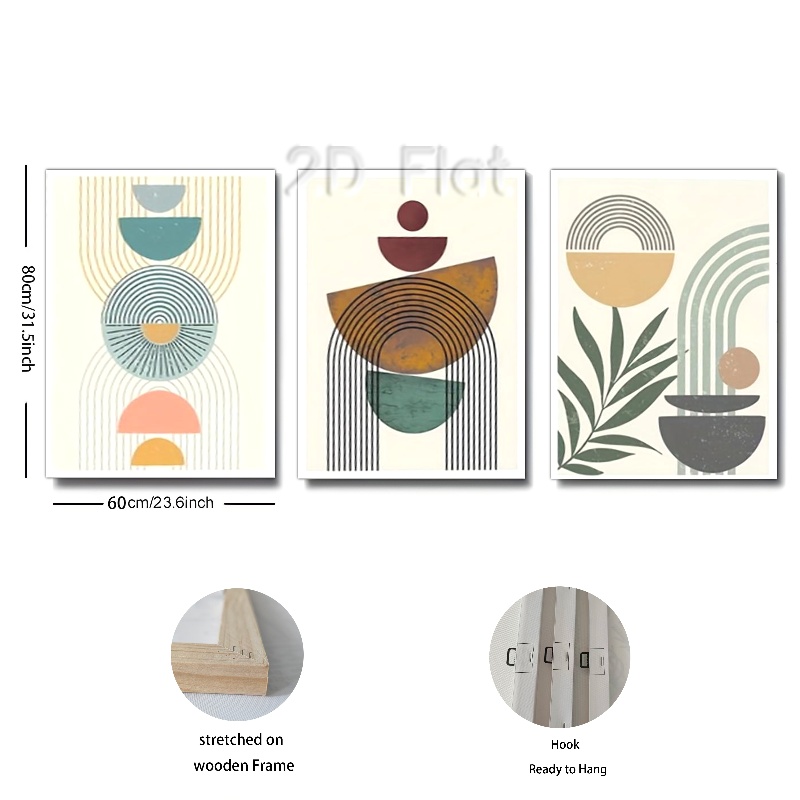 2D Flat
80cm/31.5inch
60cm/23.6inch
stretched on
wooden Frame
Hook
Ready to Hang